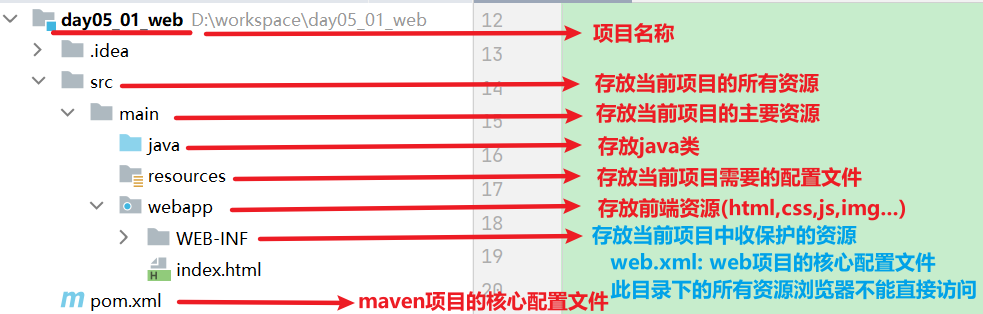 day05_01_web D:\workspace\day05_01_web 12 项目名称
.idea 13
src 14 存放当前项目的所有资源
main 15 存放当前项目的主要资源
java 16 存放java类
resources 17 存放当前项目需要的配置文件
webapp 18 存放前端资源(html,css,js,img...)
WEB-INF 存放当前项目中收保护的资源
19 web.xml: web项目的核心配置文件
index.html 20 此目录下的所有资源浏览器不能直接访问
pom.xml maven项目的核心配置文件